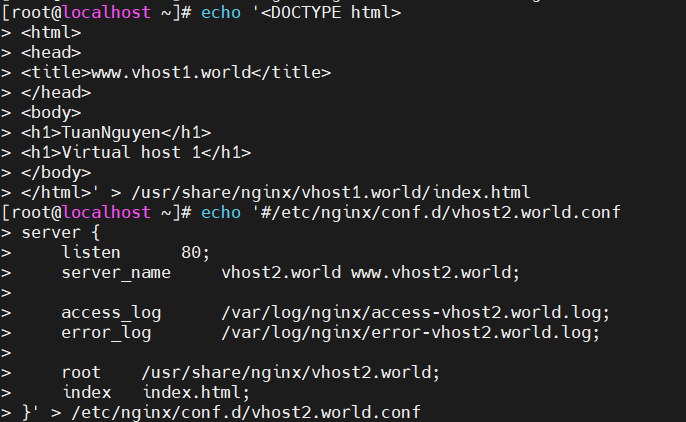 [root@localhost ~]# echo '<DOCTYPE html>
> <html>
> <head>
> <title>www.vhost1.world</title>
> </head>
> <body>
> <h1>TuanNguyen</h1>
> <h1>Virtual host 1</h1>
> </body>
> </html>' > /usr/share/nginx/vhost1.world/index.html
[root@localhost ~]# echo '#/etc/nginx/conf.d/vhost2.world.conf
> server {
>     listen      80;
>     server_name     vhost2.world www.vhost2.world;
>
>     access_log      /var/log/nginx/access-vhost2.world.log;
>     error_log       /var/log/nginx/error-vhost2.world.log;
>
>     root    /usr/share/nginx/vhost2.world;
>     index   index.html;
> }' > /etc/nginx/conf.d/vhost2.world.conf